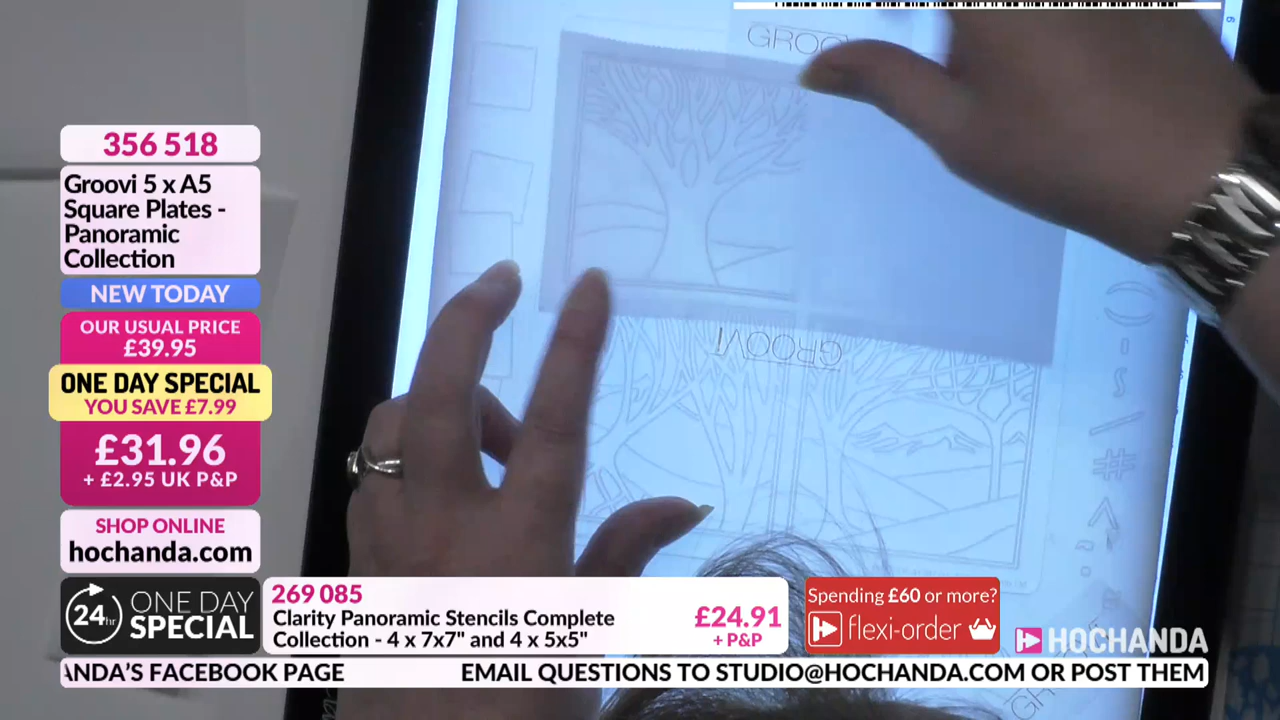 GROOVI
356 518
Groovi 5 x A5
Square Plates -
Panoramic
Collection
NEW TODAY
OUR USUAL PRICE
£39.95
ONE DAY SPECIAL
YOU SAVE £7.99
£31.96
+ £2.95 UK P&P
SHOP ONLINE
hochanda.com
24hr
ONE DAY
SPECIAL
269 085
Clarity Panoramic Stencils Complete
Collection - 4 x 7x7" and 4 x 5x5"
£24.91
+ P&P
Spending £60 or more?
flexi-order
HOCHANDA
ANDA'S FACEBOOK PAGE
EMAIL QUESTIONS TO STUDIO@HOCHANDA.COM OR POST THEM